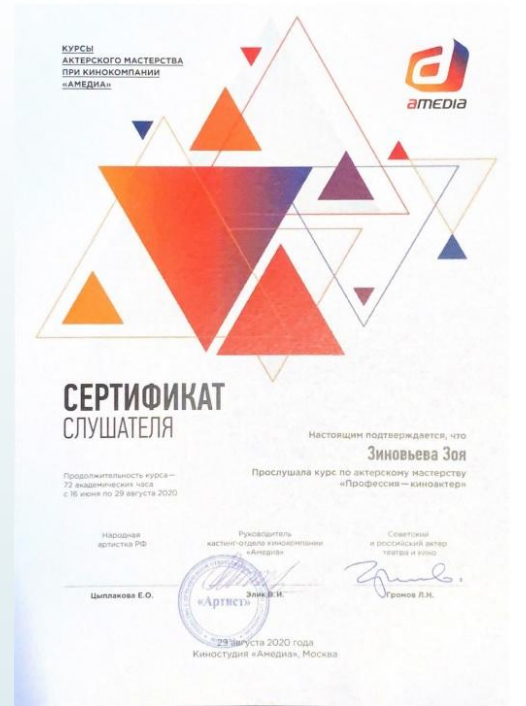 КУРСЫ
АКТЕРСКОГО МАСТЕРСТВА
ПРИ КИНОКОМПАНИИ
«АМЕДИА»
amedia
СЕРТИФИКАТ
СЛУШАТЕЛЯ
Настоящим подтверждается, что
Зиновьева Зоя
Прослушала курс по актерскому мастерству
«Профессия—киноактер»
Продолжительность курса—
72 академических часа
с 16 июня по 29 августа 2020
Народная
артистка РФ
Руководитель
кастинг-отдела кинокомпании
«Амедиа»
Советский
и российский актер
театра и кино
Цыплакова Е.О.
Элик В.И.
Громов Л.Н.
«Артист»
29 августа 2020 года
Киностудия «Амедиа», Москва